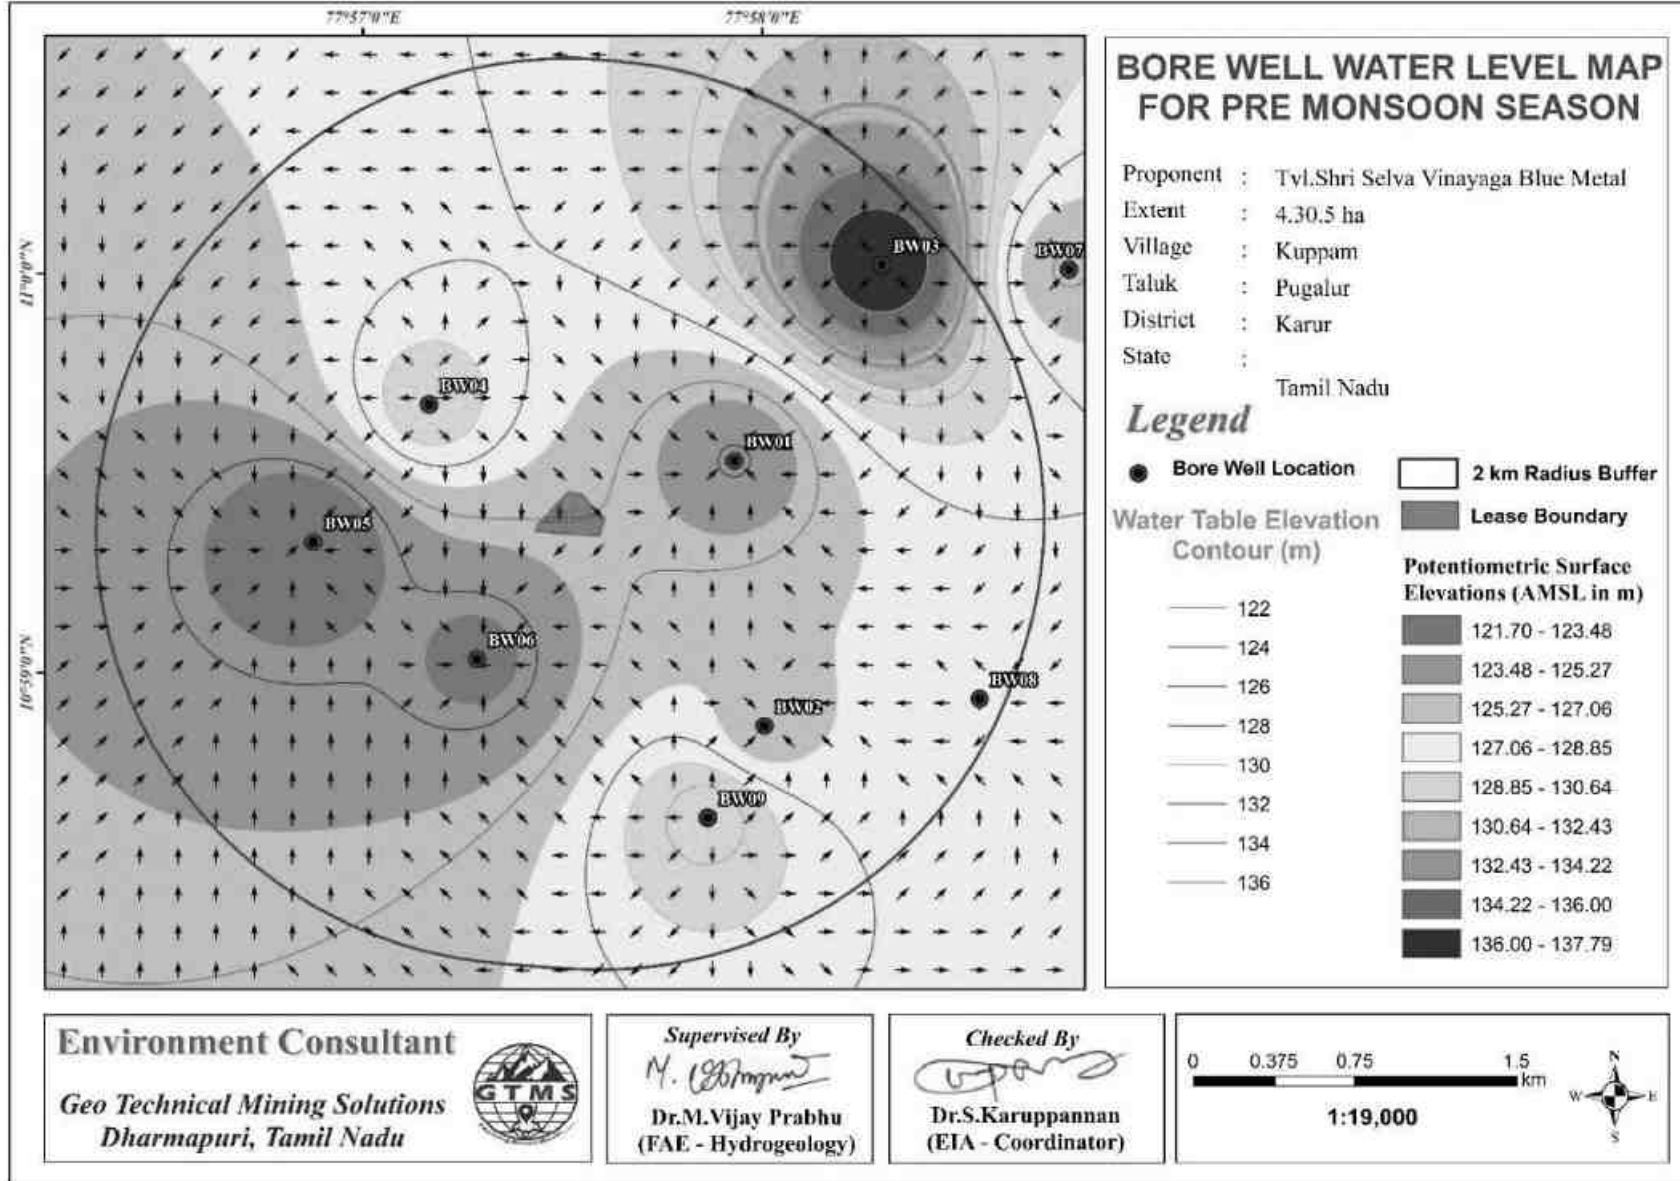 77°57'0"E
77°58'0"E
11°0'0"N
10°59'0"N
BW03
BW07
BW04
BW01
BW05
BW06
BW08
BW02
BW09
BORE WELL WATER LEVEL MAP
FOR PRE MONSOON SEASON
Proponent : Tvl.Shri Selva Vinayaga Blue Metal
Extent : 4.30.5 ha
Village : Kuppam
Taluk : Pugalur
District : Karur
State :
Tamil Nadu
Legend
Bore Well Location
2 km Radius Buffer
Lease Boundary
Water Table Elevation
Contour (m)
122
124
126
128
130
132
134
136
Potentiometric Surface
Elevations (AMSL in m)
121.70 - 123.48
123.48 - 125.27
125.27 - 127.06
127.06 - 128.85
128.85 - 130.64
130.64 - 132.43
132.43 - 134.22
134.22 - 136.00
136.00 - 137.79
Environment Consultant
Geo Technical Mining Solutions
Dharmapuri, Tamil Nadu
GTMS
Supervised By
Dr.M.Vijay Prabhu
(FAE - Hydrogeology)
Checked By
Dr.S.Karuppannan
(EIA - Coordinator)
0 0.375 0.75 1.5
km
1:19,000
N
W E
S